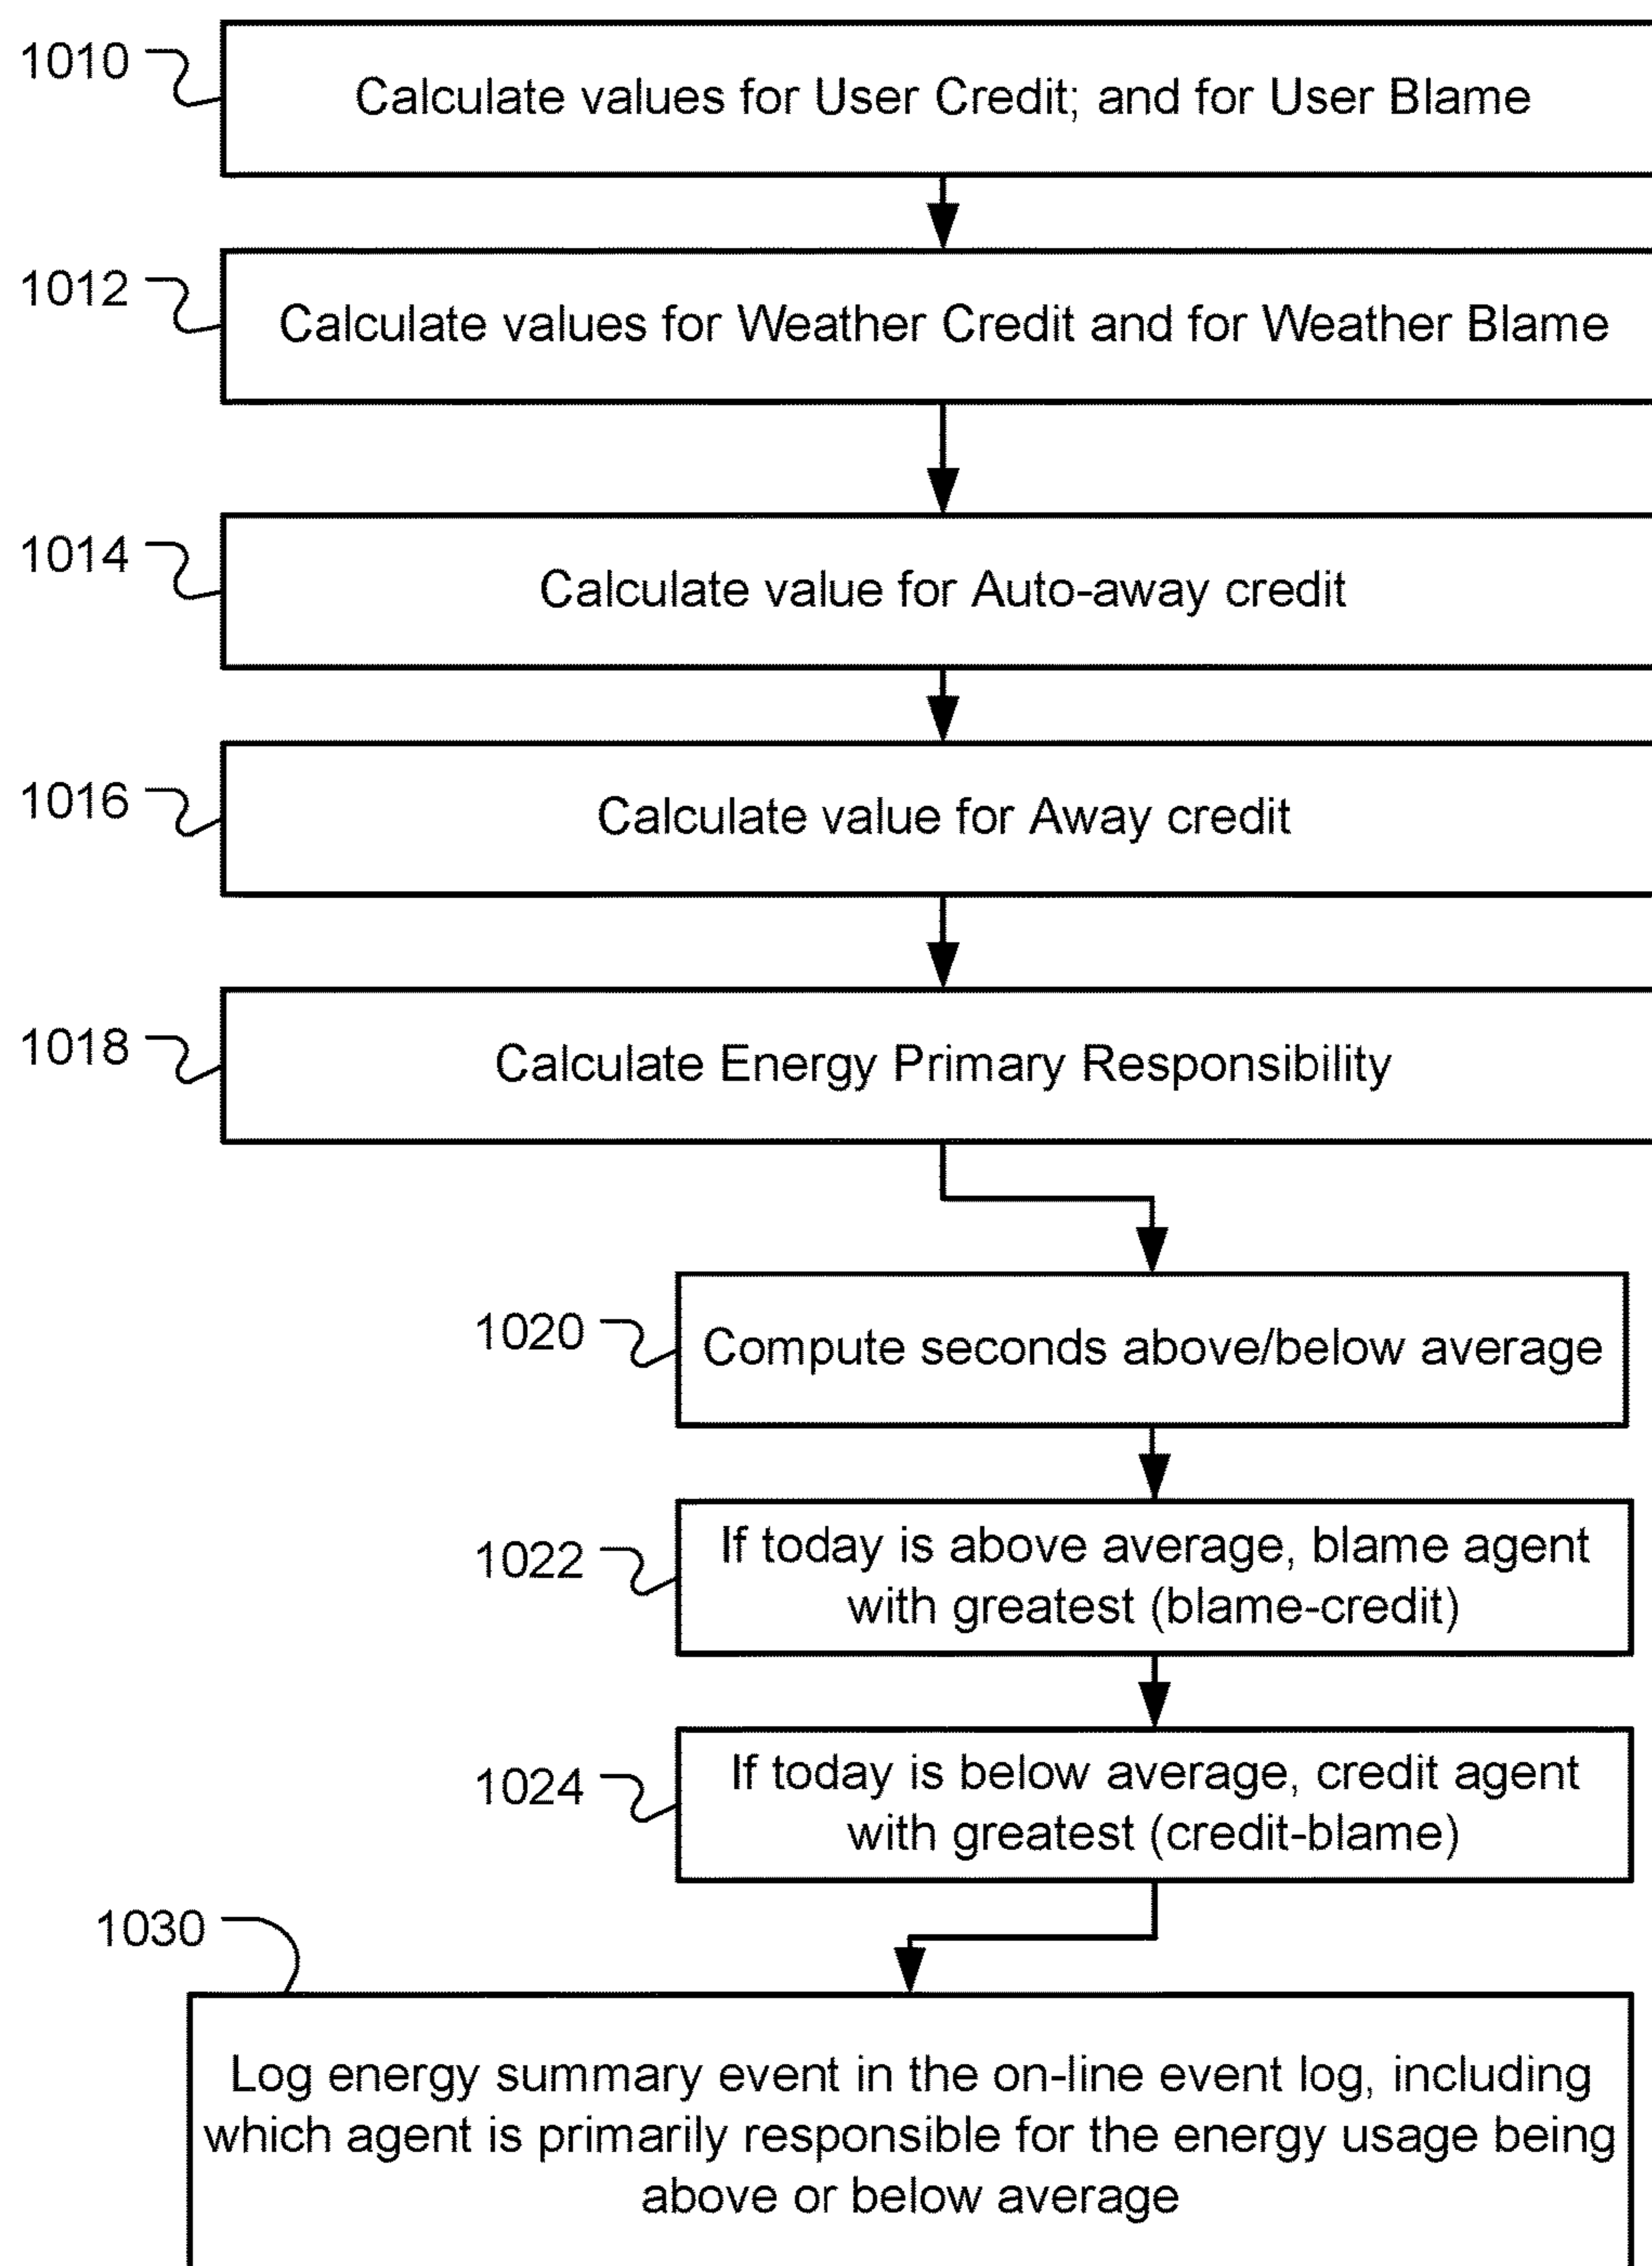 1010
Calculate values for User Credit; and for User Blame
1012
Calculate values for Weather Credit and for Weather Blame
1014
Calculate value for Auto-away credit
1016
Calculate value for Away credit
1018
Calculate Energy Primary Responsibility
1020
Compute seconds above/below average
1022
If today is above average, blame agent
with greatest (blame-credit)
1024
If today is below average, credit agent
with greatest (credit-blame)
1030
Log energy summary event in the on-line event log, including
which agent is primarily responsible for the energy usage being
above or below average